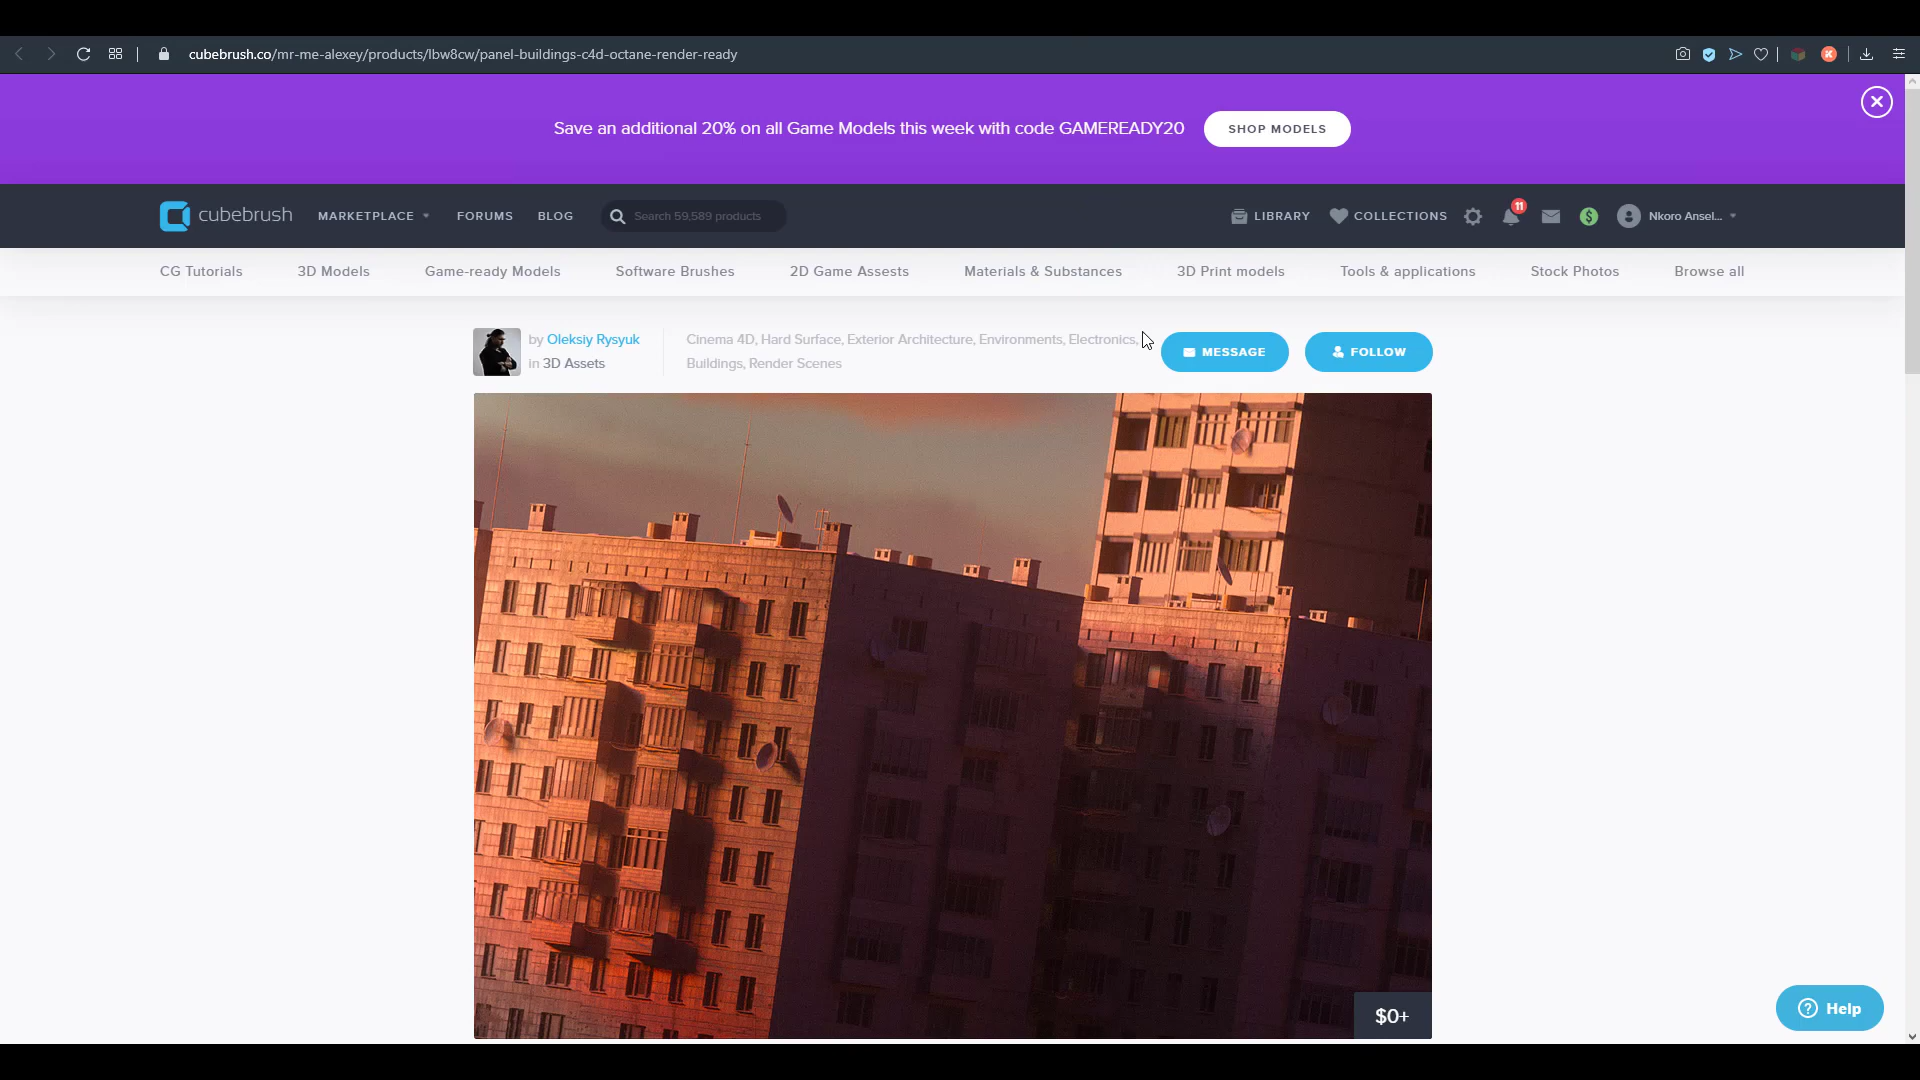 cubebrush.co/mr-me-alexey/products/lbw8cw/panel-buildings-c4d-octane-render-ready
Save an additional 20% on all Game Models this week with code GAMEREADY20
SHOP MODELS
cubebrush
MARKETPLACE
FORUMS
BLOG
Search 59,589 products
LIBRARY
COLLECTIONS
11
Nkoro Ansel...
CG Tutorials
3D Models
Game-ready Models
Software Brushes
2D Game Assests
Materials & Substances
3D Print models
Tools & applications
Stock Photos
Browse all
by Oleksiy Rysyuk
in 3D Assets
Cinema 4D, Hard Surface, Exterior Architecture, Environments, Electronics,
Buildings, Render Scenes
MESSAGE
FOLLOW
$0+
Help